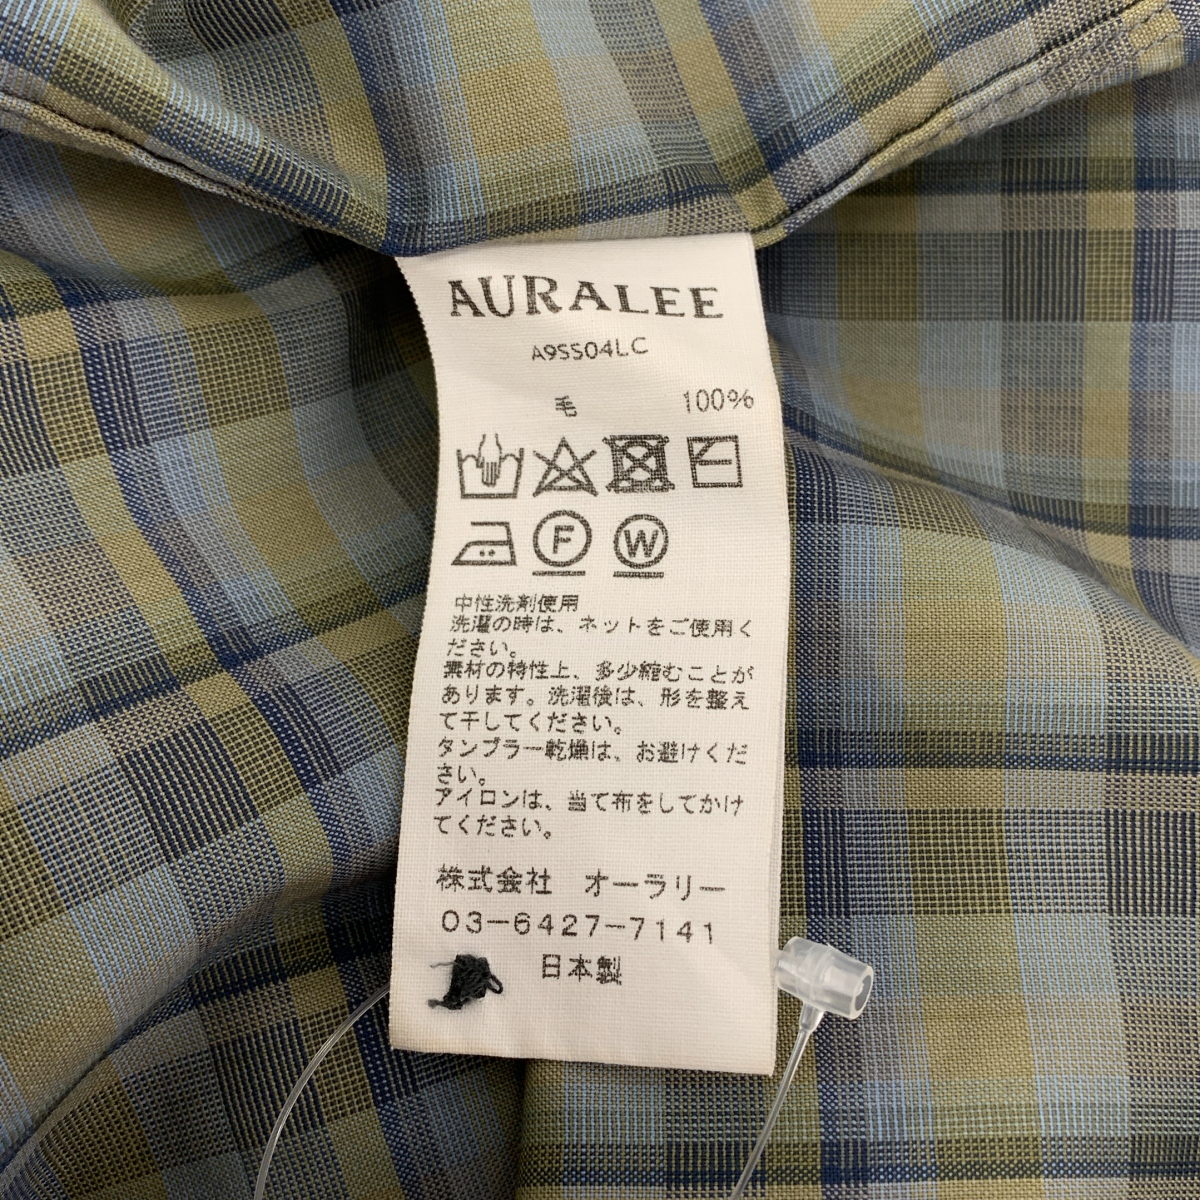 AURALEE
A9SS04LC
毛 100%
F W
中性洗剤使用
洗濯の時は、ネットをご使用く
ださい。
素材の特性上、多少縮むことが
あります。洗濯後は、形を整え
て干してください。
タンブラー乾燥は、お避けくだ
さい。
アイロンは、当て布をしてかけ
てください。
株式会社 オーラリー
03-6427-7141
日本製